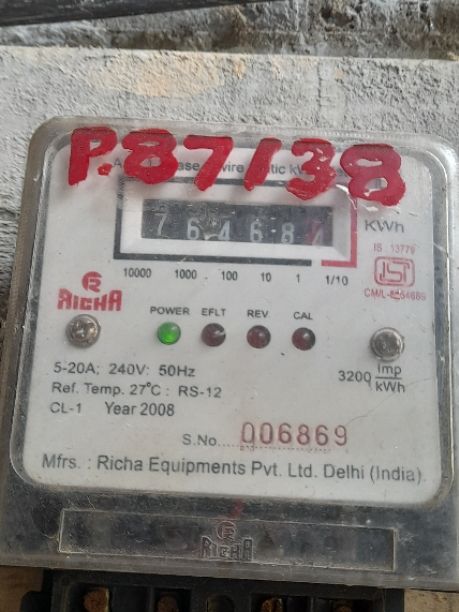 P.87138
76468
KWh
IS : 13779
10000 1000 . 100 10 1 1/10
RICHA
POWER EFLT REV. CAL
5-20A; 240V: 50Hz
3200 Imp/kWh
Ref. Temp. 27°C : RS-12
CL-1 Year 2008
S.No. 006869
Mfrs. : Richa Equipments Pvt. Ltd. Delhi (India)
RICHA